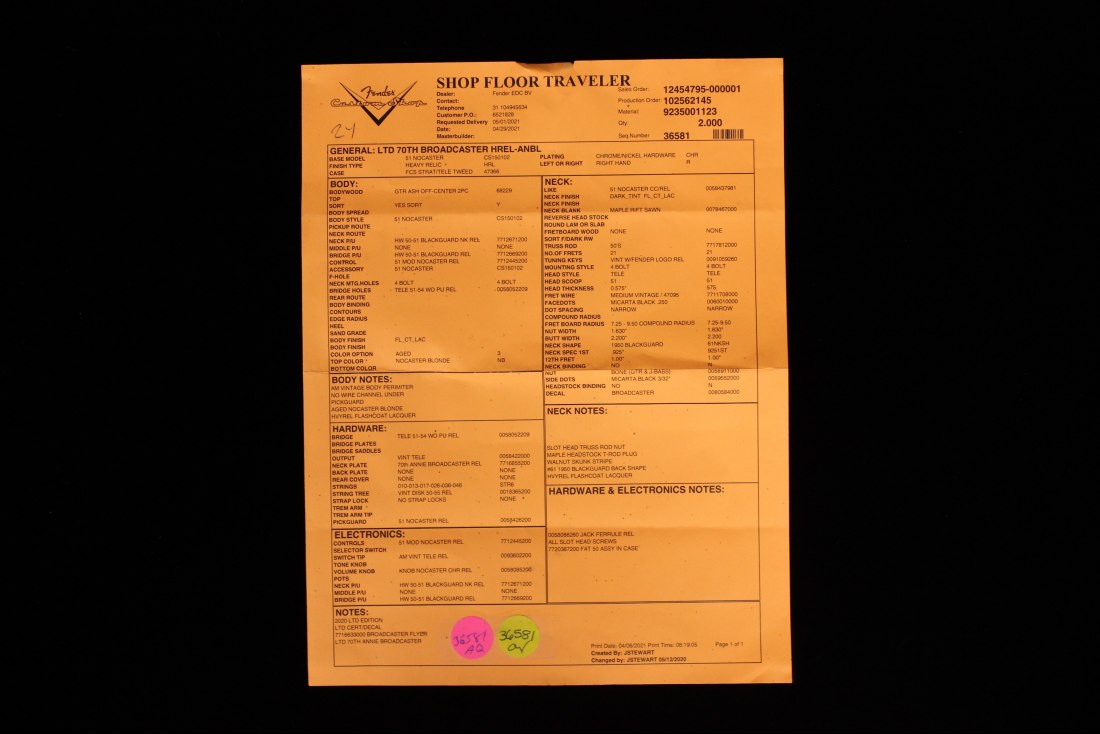 Fender
Custom Shop
SHOP FLOOR TRAVELER
Dealer: Fender EDC BV
Contact:
Telephone 31 104945634
Customer P.O.: 6521829
Requested Delivery 05/01/2021
Date: 04/29/2021
Masterbuilder:
Sales Order: 12454795-000001
Production Order: 102562145
Material: 9235001123
Qty: 2.000
Seq Number 36581
24
GENERAL: LTD 70TH BROADCASTER HREL-ANBL
BASE MODEL 51 NOCASTER CS150102 PLATING CHROME/NICKEL HARDWARE CHR
FINISH TYPE HEAVY RELIC HRL LEFT OR RIGHT RIGHT HAND R
CASE FCS STRAT/TELE TWEED 47366
BODY:
BODYWOOD GTR ASH OFF-CENTER 2PC 68229
TOP
SORT YES SORT Y
BODY SPREAD
BODY STYLE 51 NOCASTER CS150102
PICKUP ROUTE
NECK ROUTE
NECK P/U HW 50-51 BLACKGUARD NK REL 7712671200
MIDDLE P/U NONE NONE
BRIDGE P/U HW 50-51 BLACKGUARD REL 7712669200
CONTROL 51 MOD NOCASTER REL 7712445200
ACCESSORY 51 NOCASTER CS150102
F-HOLE
NECK MTG.HOLES 4 BOLT 4 BOLT
BRIDGE HOLES TELE 51-54 WO PU REL 0058052209
REAR ROUTE
BODY BINDING
CONTOURS
EDGE RADIUS
HEEL
SAND GRADE
BODY FINISH FL_CT_LAC
BODY FINISH
COLOR OPTION AGED 3
TOP COLOR NOCASTER BLONDE NB
BOTTOM COLOR
BODY NOTES:
AM VINTAGE BODY PERIMITER
NO WIRE CHANNEL UNDER
PICKGUARD
AGED NOCASTER BLONDE
HVYREL FLASHCOAT LACQUER
HARDWARE:
BRIDGE TELE 51-54 WO PU REL 0058052209
BRIDGE PLATES
BRIDGE SADDLES
OUTPUT VINT TELE 0058422000
NECK PLATE 70th ANNIE BROADCASTER REL 7716855200
BACK PLATE NONE NONE
REAR COVER NONE NONE
STRINGS 010-013-017-026-036-046 STR6
STRING TREE VINT DISK 50-55 REL 0018365200
STRAP LOCK NO STRAP LOCKS NONE
TREM ARM
TREM ARM TIP
PICKGUARD 51 NOCASTER REL 0058426200
ELECTRONICS:
CONTROLS 51 MOD NOCASTER REL 7712445200
SELECTOR SWITCH
SWITCH TIP AM VINT TELE REL 0093602200
TONE KNOB
VOLUME KNOB KNOB NOCASTER CHR REL 0058085200
POTS
NECK P/U HW 50-51 BLACKGUARD NK REL 7712671200
MIDDLE P/U NONE NONE
BRIDGE P/U HW 50-51 BLACKGUARD REL 7712669200
NECK:
LIKE 51 NOCASTER CC/REL 0059437981
NECK FINISH DARK_TINT FL_CT_LAC
NECK FINISH
NECK BLANK MAPLE RIFT SAWN 0078467000
REVERSE HEAD STOCK
ROUND LAM OR SLAB
FRETBOARD WOOD NONE NONE
SORT F/DARK RW
TRUSS ROD 50'S 7717812000
NO.OF FRETS 21 21
TUNING KEYS VINT W/FENDER LOGO REL 0091059260
MOUNTING STYLE 4 BOLT 4 BOLT
HEAD STYLE TELE TELE
HEAD SCOOP 51 51
HEAD THICKNESS 0.575" 575
FRET WIRE MEDIUM VINTAGE / 47095 7711709000
FACEDOTS MICARTA BLACK .250 0060010000
DOT SPACING NARROW NARROW
COMPOUND RADIUS
FRET BOARD RADIUS 7.25 - 9.50 COMPOUND RADIUS 7.25-9.50
NUT WIDTH 1.630" 1.630"
BUTT WIDTH 2.200" 2.200
NECK SHAPE 1950 BLACKGUARD 61NKSH
NECK SPEC 1ST .925" 9251ST
12TH FRET 1.00" 1.00"
NECK BINDING NO N
NUT BONE (GTR & J-BASS) 0058911000
SIDE DOTS MICARTA BLACK 3/32" 0059552000
HEADSTOCK BINDING NO N
DECAL BROADCASTER 0080584000
NECK NOTES:
SLOT HEAD TRUSS ROD NUT
MAPLE HEADSTOCK T-ROD PLUG
WALNUT SKUNK STRIPE
#61 1950 BLACKGUARD BACK SHAPE
HVYREL FLASHCOAT LACQUER
HARDWARE & ELECTRONICS NOTES:
0058086260 JACK FERRULE REL
ALL SLOT HEAD SCREWS
7720367200 FAT 50 ASSY IN CASE
NOTES:
2020 LTD EDITION
LTD CERT/DECAL
7716633000 BROADCASTER FLYER
LTD 70TH ANNIE BROADCASTER
36581
AQ
36581
Print Date: 04/08/2021 Print Time: 08:19:05 Page 1 of 1
Created By: JSTEWART
Changed by: JSTEWART 05/12/2020